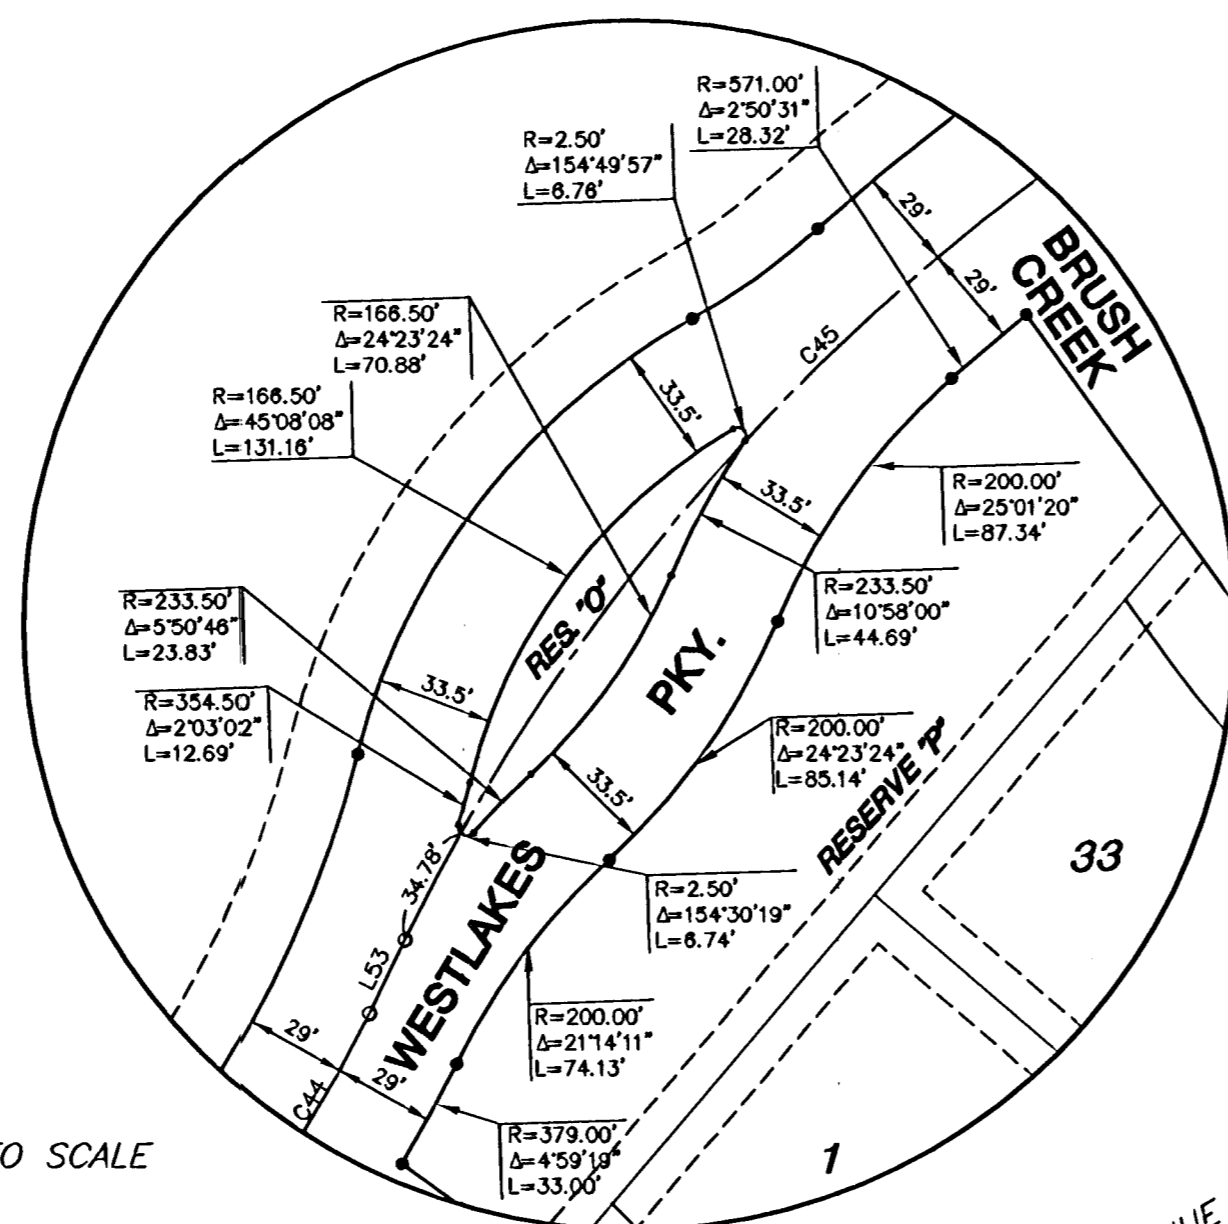 R=571.00'
Δ=2°50'31"
L=28.32'
R=2.50'
Δ=154°49'57"
L=6.76'
29'
29'
BRUSH
CREEK
R=166.50'
Δ=24°23'24"
L=70.88'
C45
33.5'
R=166.50'
Δ=45°08'08"
L=131.16'
33.5'
R=200.00'
Δ=25°01'20"
L=87.34'
R=233.50'
Δ=10°58'00"
L=44.69'
R=233.50'
Δ=5°50'46"
L=23.83'
RES. "O"
PKY.
33.5'
R=354.50'
Δ=2°03'02"
L=12.69'
R=200.00'
Δ=24°23'24"
L=85.14'
33.5'
RESERVE "P"
33
34.78'
WESTLAKES
R=2.50'
Δ=154°30'19"
L=6.74'
L53
R=200.00'
Δ=21°14'11"
L=74.13'
29'
29'
C44
R=379.00'
Δ=4°59'19"
L=33.00'
TO SCALE
1